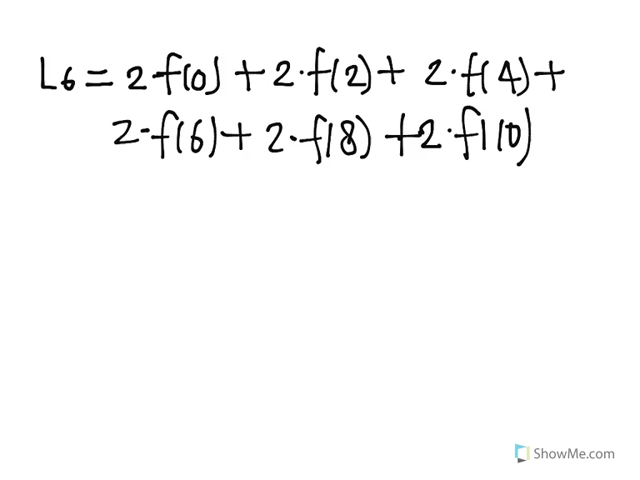 L6 = 2·f(0) + 2·f(2) + 2·f(4) +
2·f(6) + 2·f(8) + 2·f(10)
ShowMe.com